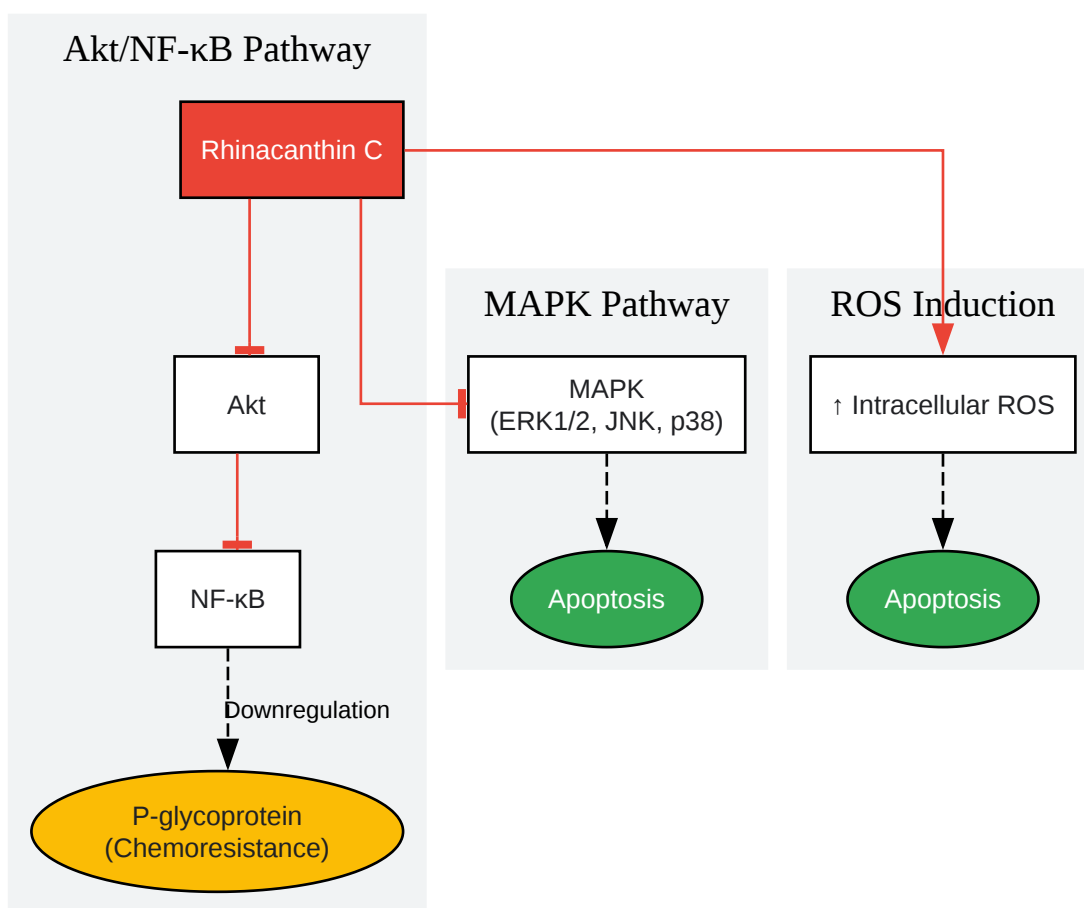 Akt/NF-κB Pathway
Rhinacanthin C
MAPK Pathway
ROS Induction
Akt
MAPK
(ERK1/2, JNK, p38)
↑ Intracellular ROS
NF-κB
Apoptosis
Apoptosis
Downregulation
P-glycoprotein
(Chemoresistance)